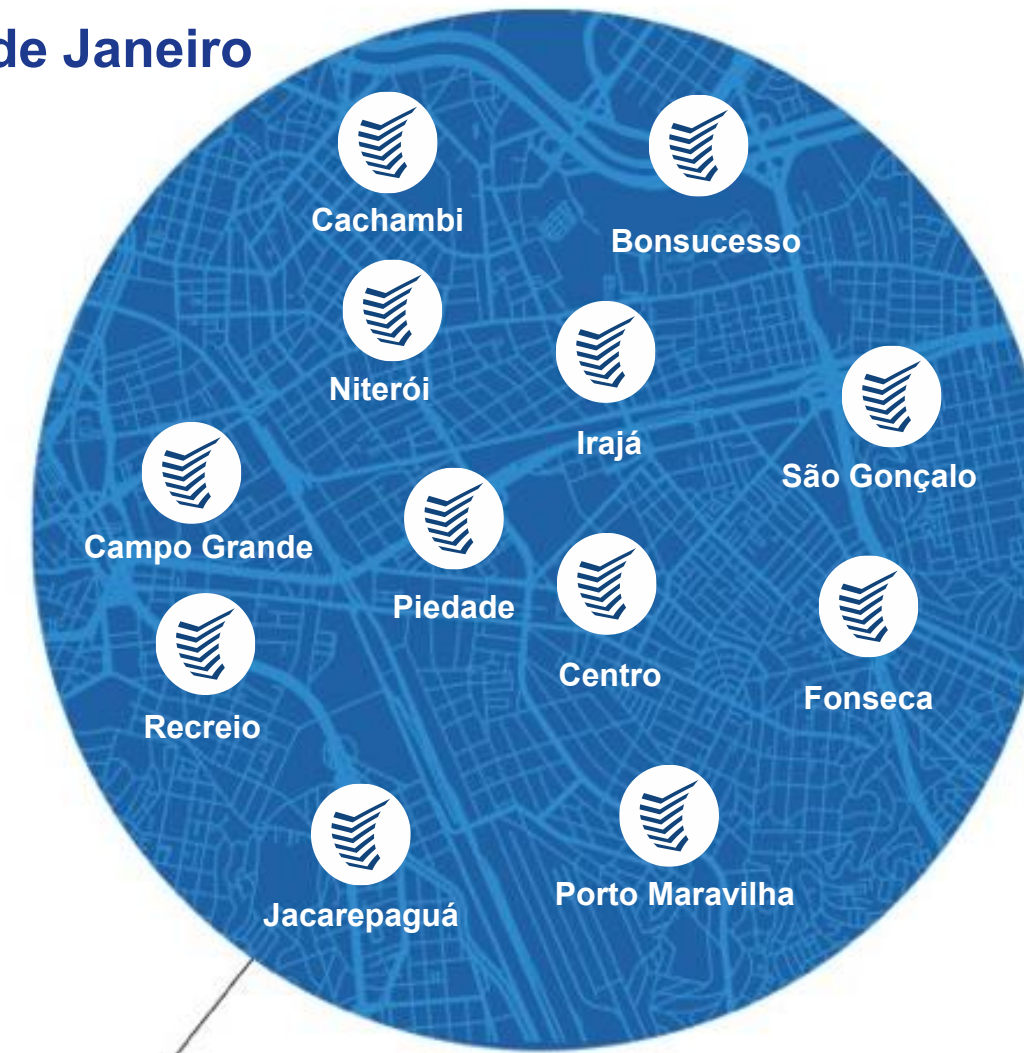 de Janeiro
Cachambi
Bonsucesso
Niterói
Irajá
São Gonçalo
Campo Grande
Piedade
Centro
Fonseca
Recreio
Porto Maravilha
Jacarepaguá